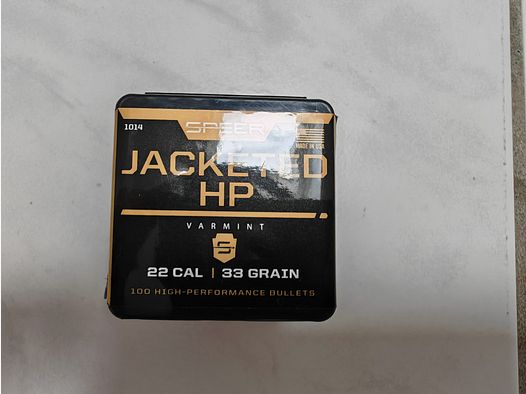 SPEER
1014
MADE IN USA
JACKETED
HP
VARMINT
22 CAL | 33 GRAIN
100 HIGH-PERFORMANCE BULLETS